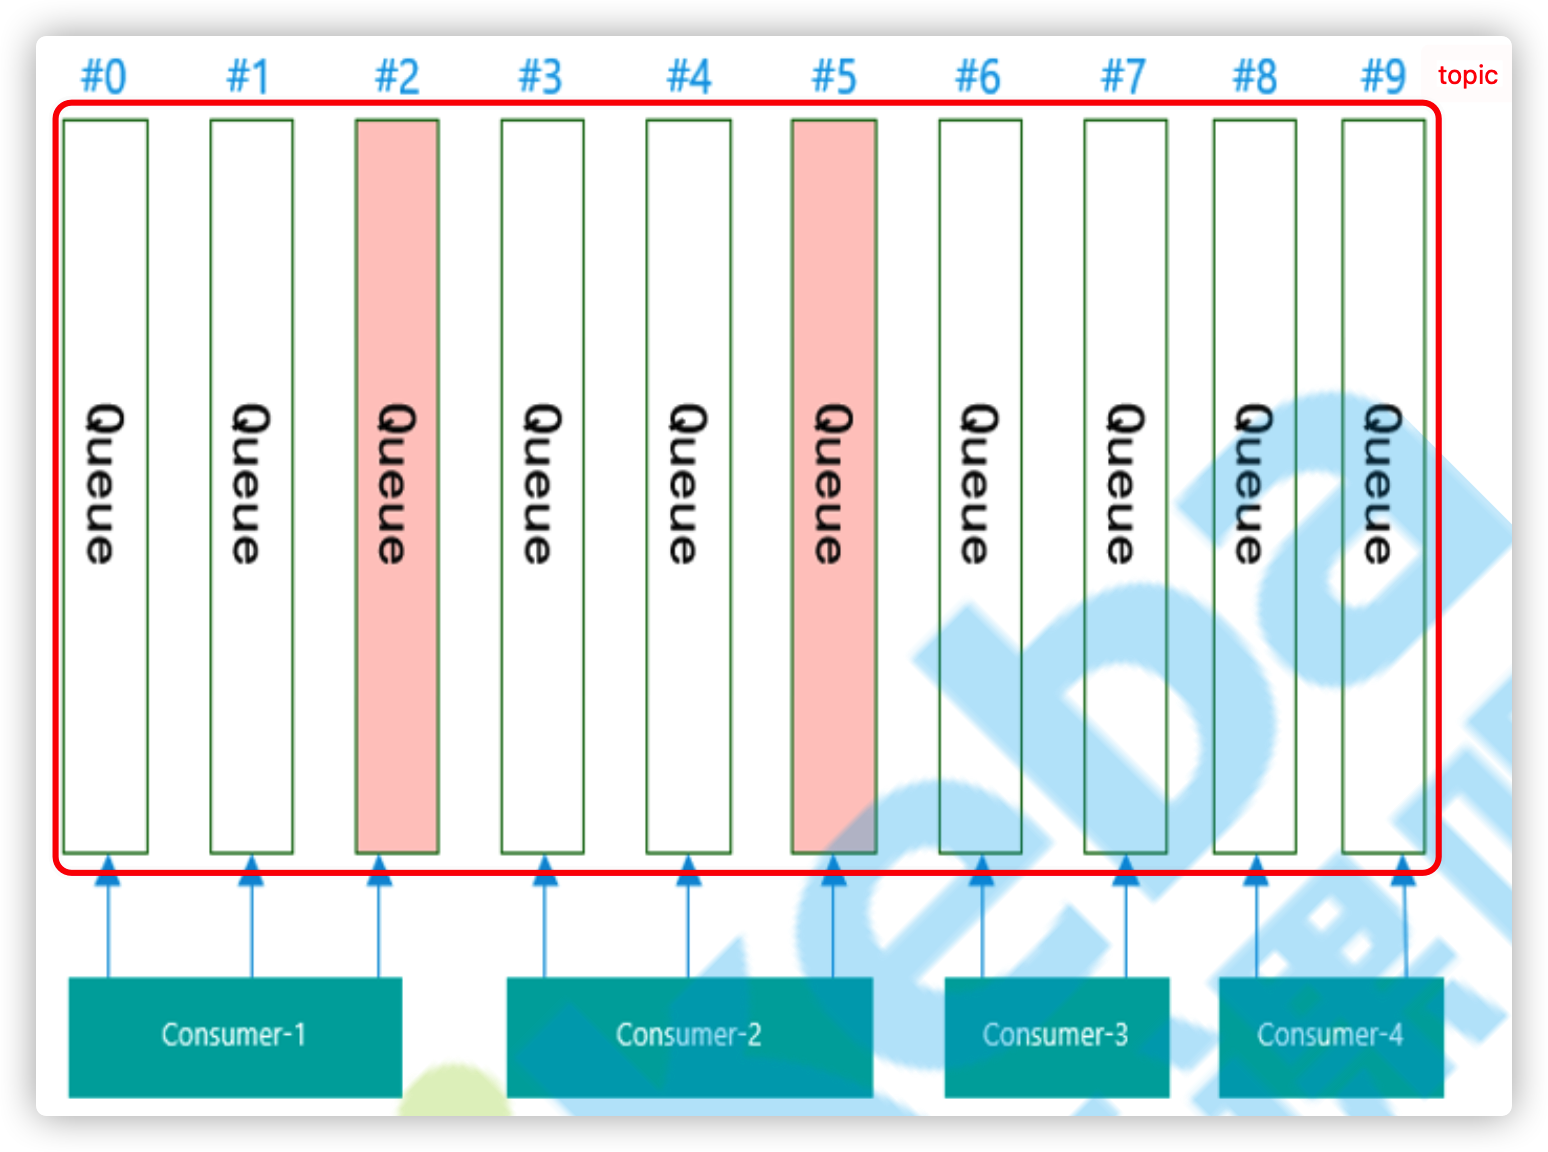 #0 #1 #2 #3 #4 #5 #6 #7 #8 #9 topic
Queue Queue Queue Queue Queue Queue Queue Queue Queue Queue
Consumer-1 Consumer-2 Consumer-3 Consumer-4